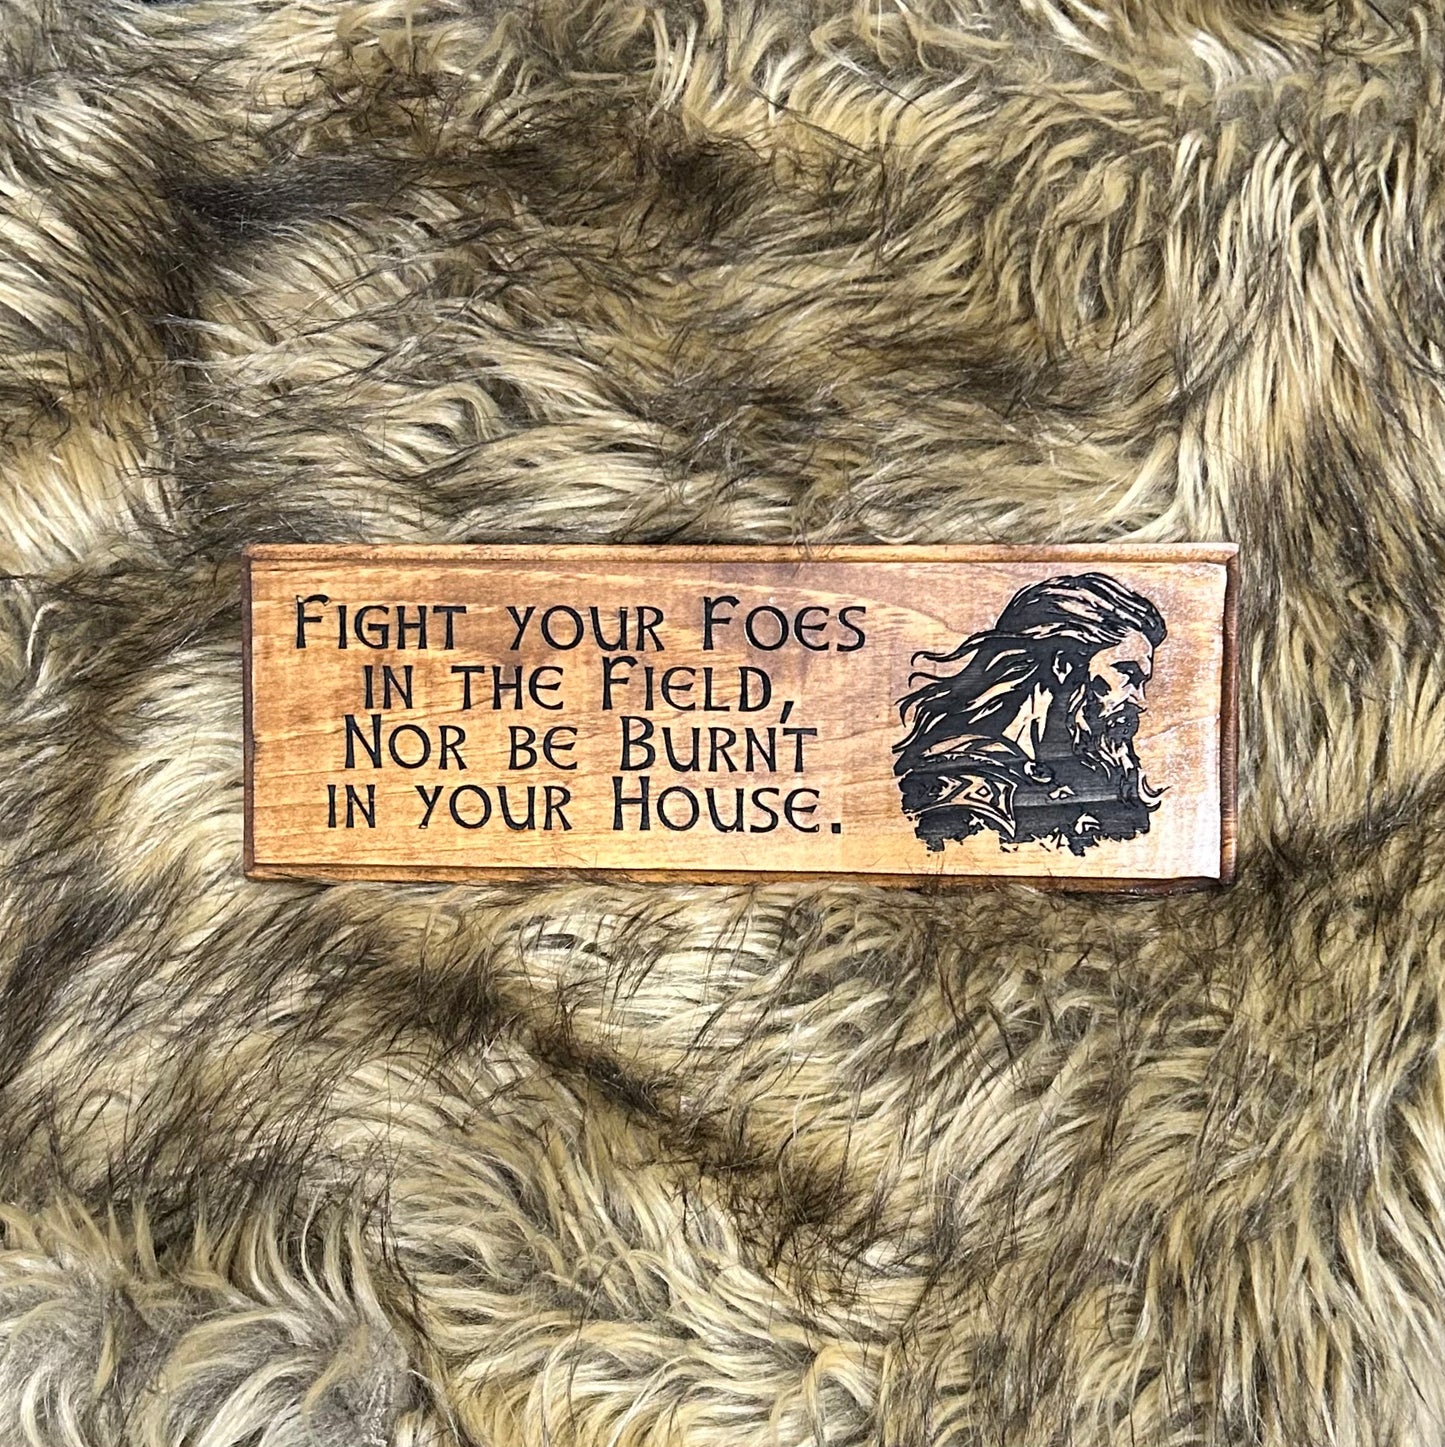 Fight your Foes
in the Field,
Nor be Burnt
in your House.